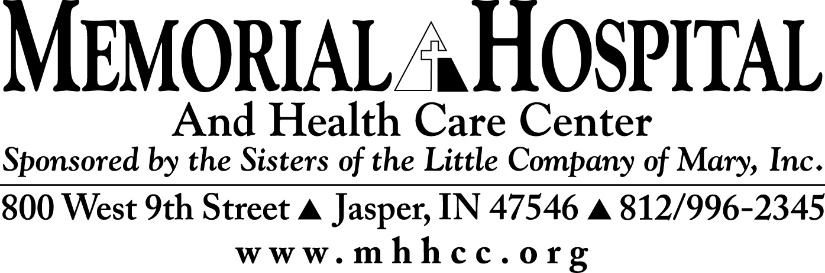 MEMORIAL HOSPITAL
And Health Care Center
Sponsored by the Sisters of the Little Company of Mary, Inc.
800 West 9th Street ▲ Jasper, IN 47546 ▲ 812/996-2345
www.mhhcc.org